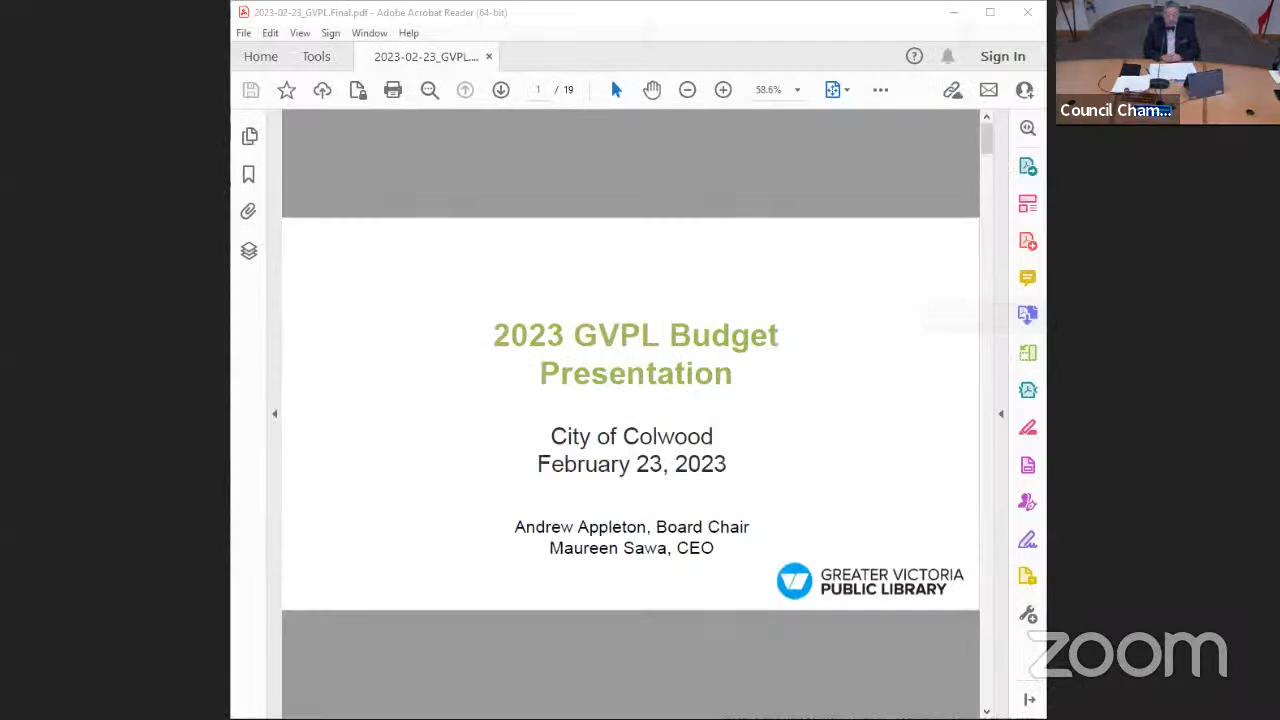 2023-02-23_GVPL.Final.pdf - Adobe Acrobat Reader (64-bit)
File Edit View Sign Window Help
Home Tools 2023-02-23_GVPL.... × Sign In
1 / 19 58.6%
Council Cham...
2023 GVPL Budget
Presentation
City of Colwood
February 23, 2023
Andrew Appleton, Board Chair
Maureen Sawa, CEO
GREATER VICTORIA
PUBLIC LIBRARY
zoom